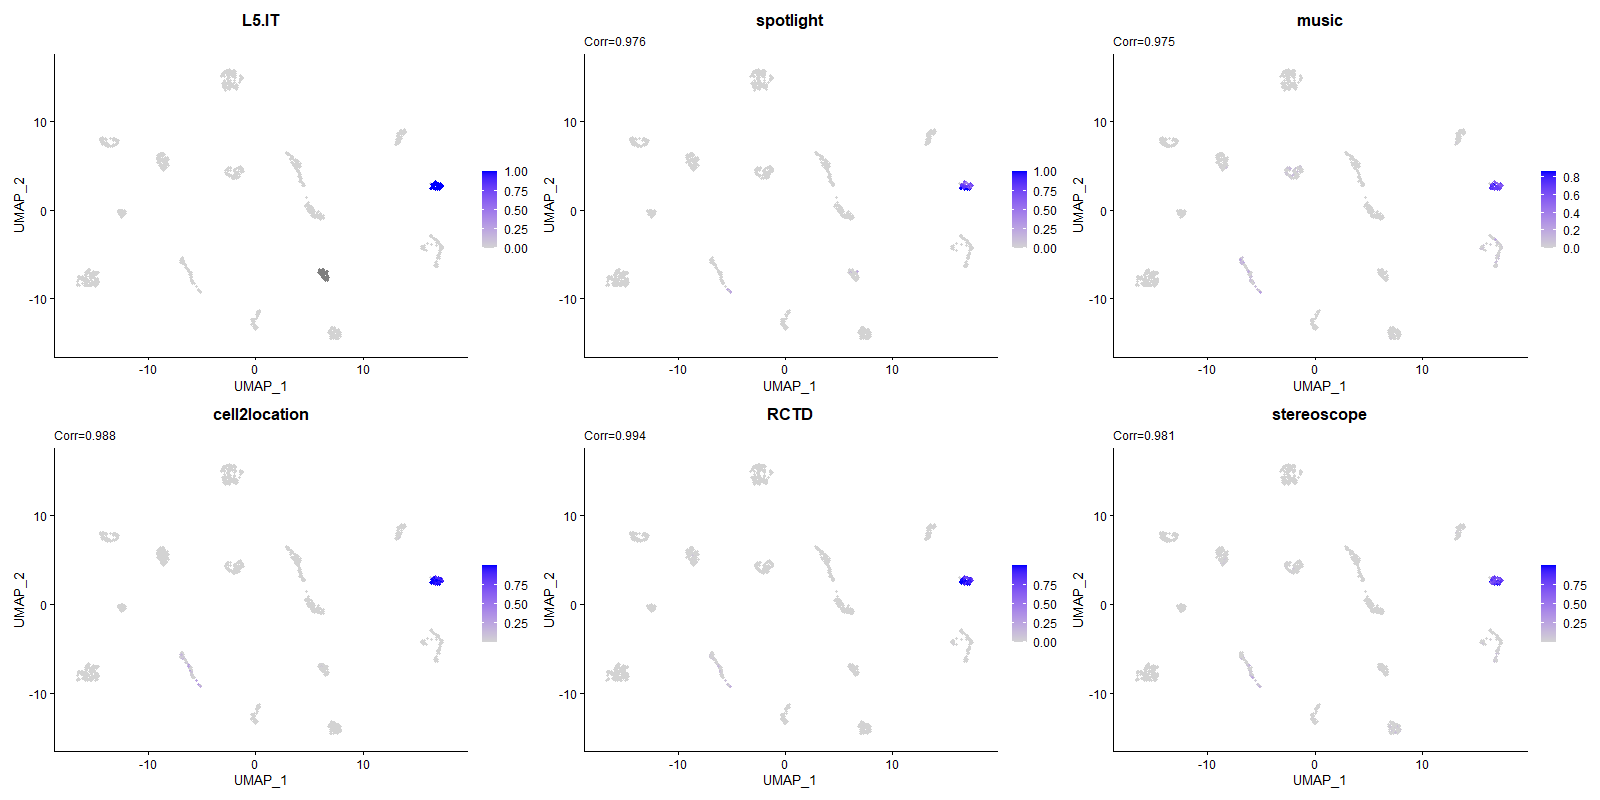 L5.IT
UMAP_2
10
0
-10
-10
0
10
UMAP_1
1.00
0.75
0.50
0.25
0.00
spotlight
Corr=0.976
UMAP_2
10
0
-10
-10
0
10
UMAP_1
1.00
0.75
0.50
0.25
0.00
music
Corr=0.975
UMAP_2
10
0
-10
-10
0
10
UMAP_1
0.8
0.6
0.4
0.2
0.0
cell2location
Corr=0.988
UMAP_2
10
0
-10
-10
0
10
UMAP_1
0.75
0.50
0.25
RCTD
Corr=0.994
UMAP_2
10
0
-10
-10
0
10
UMAP_1
0.75
0.50
0.25
0.00
stereoscope
Corr=0.981
UMAP_2
10
0
-10
-10
0
10
UMAP_1
0.75
0.50
0.25